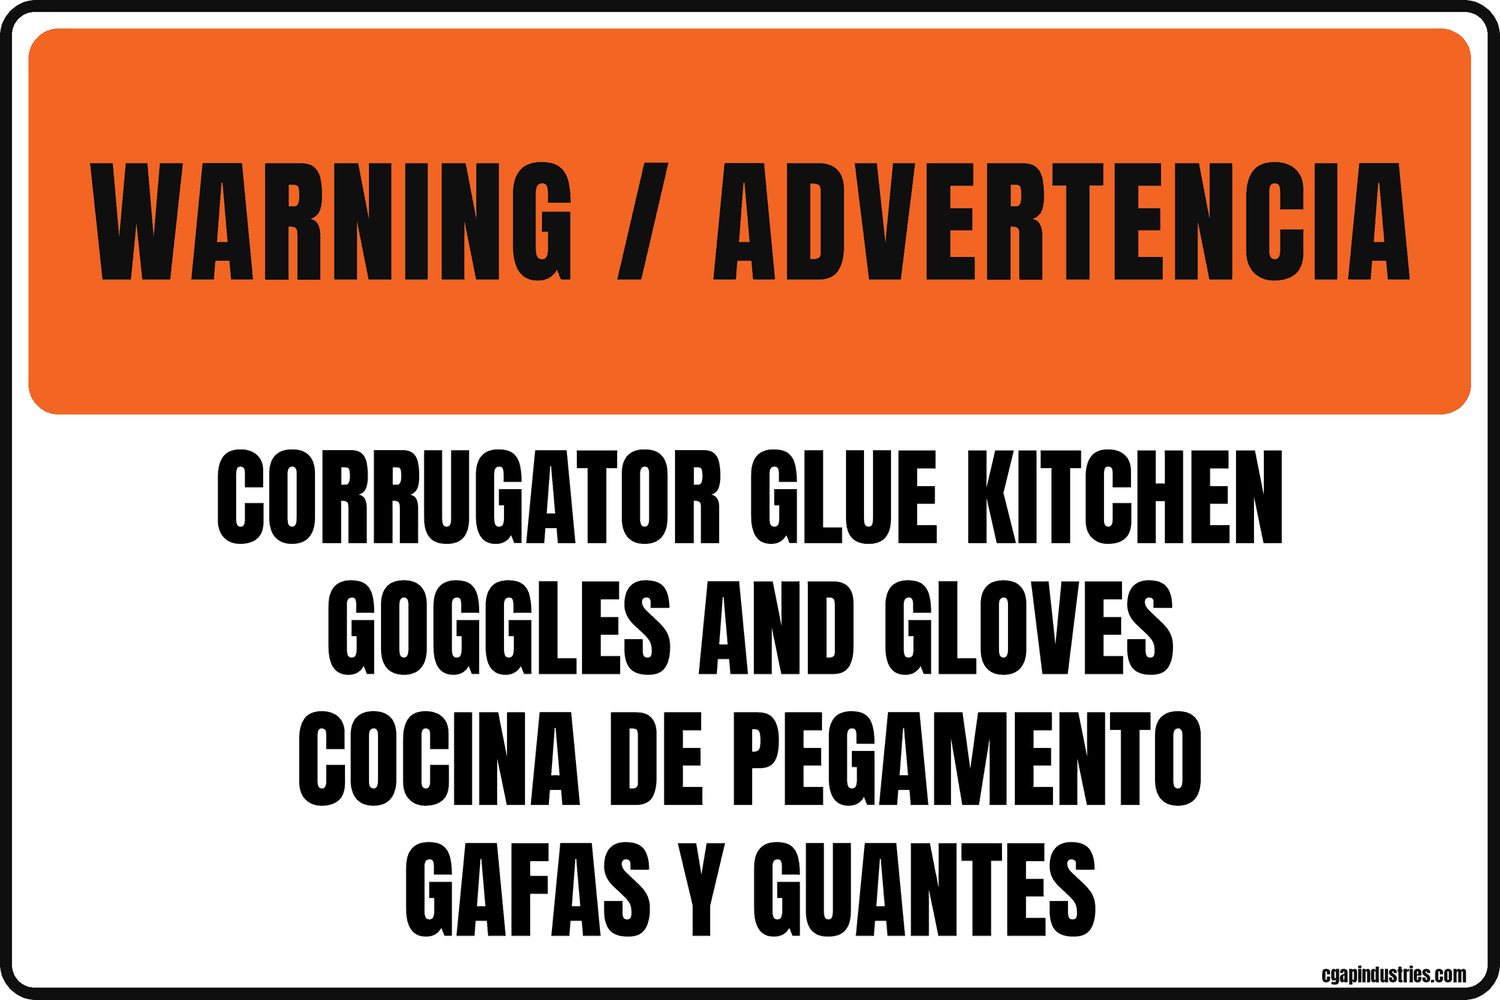 WARNING / ADVERTENCIA
CORRUGATOR GLUE KITCHEN
GOGGLES AND GLOVES
COCINA DE PEGAMENTO
GAFAS Y GUANTES
cgapindustries.com